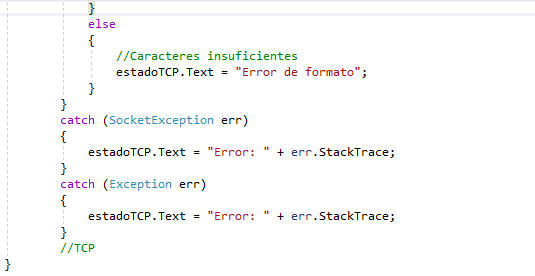 }
else
{
//Caracteres insuficientes
estadoTCP.Text = "Error de formato";
}
}
catch (SocketException err)
{
estadoTCP.Text = "Error: " + err.StackTrace;
}
catch (Exception err)
{
estadoTCP.Text = "Error: " + err.StackTrace;
}
//TCP
}